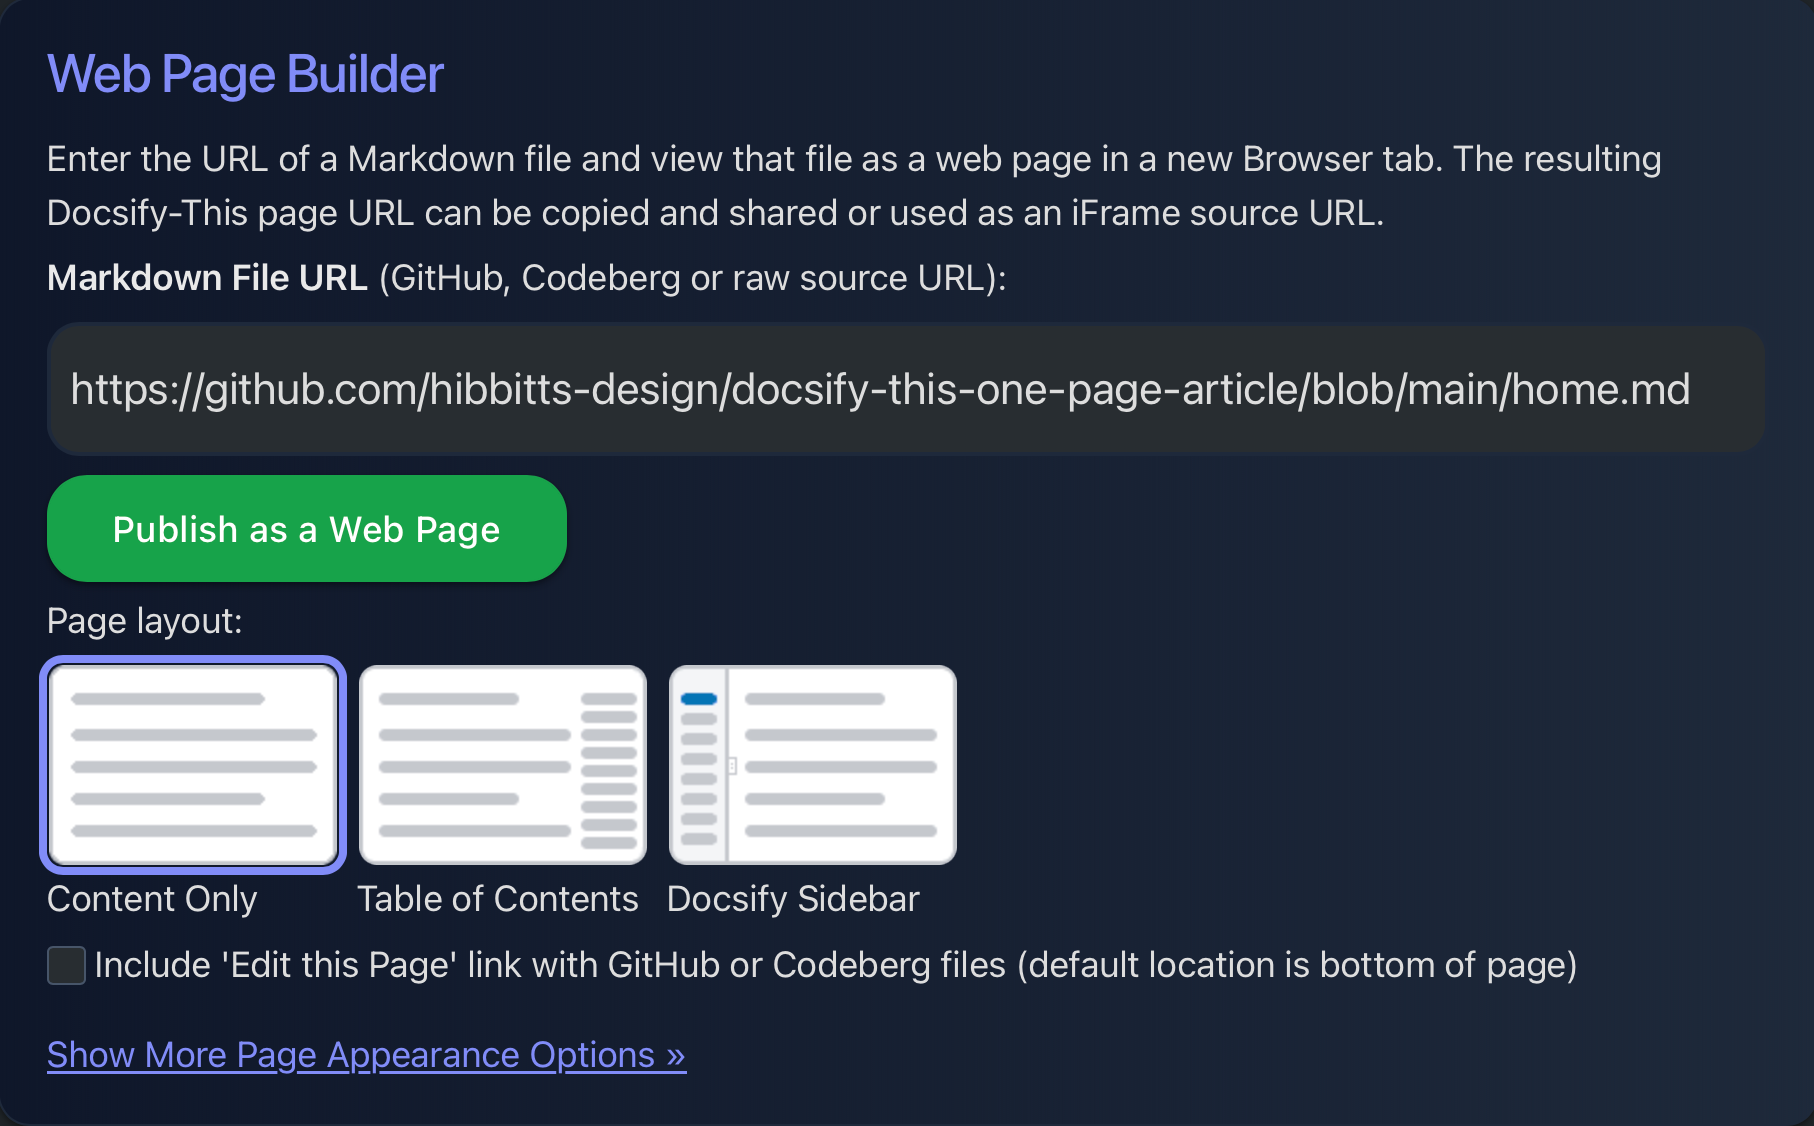 Web Page Builder
Enter the URL of a Markdown file and view that file as a web page in a new Browser tab. The resulting
Docsify-This page URL can be copied and shared or used as an iFrame source URL.
Markdown File URL (GitHub, Codeberg or raw source URL):
https://github.com/hibbitts-design/docsify-this-one-page-article/blob/main/home.md
Publish as a Web Page
Page layout:
Content Only
Table of Contents
Docsify Sidebar
Include 'Edit this Page' link with GitHub or Codeberg files (default location is bottom of page)
Show More Page Appearance Options »